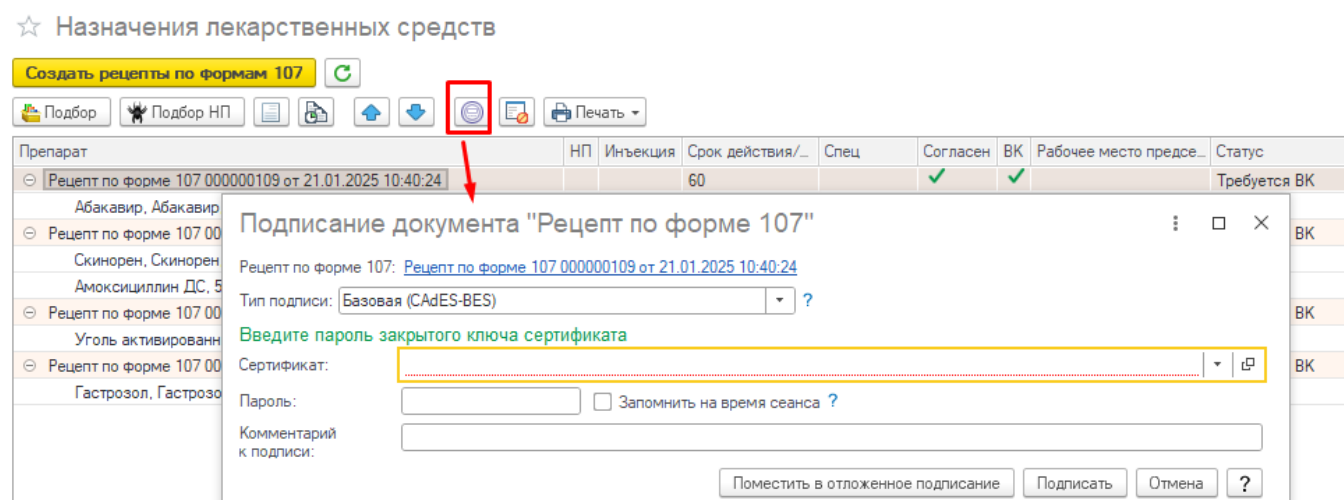 Назначения лекарственных средств
Создать рецепты по формам 107
Подбор Подбор НП Печать
Препарат НП Инъекция Срок действия/... Спец Согласен ВК Рабочее место предсе... Статус
Рецепт по форме 107 000000109 от 21.01.2025 10:40:24 60 Требуется ВК
Абакавир, Абакавир
Подписание документа "Рецепт по форме 107"
Рецепт по форме 107 00 ВК
Скинорен, Скинорен
Рецепт по форме 107: Рецепт по форме 107 000000109 от 21.01.2025 10:40:24
Амоксициллин ДС, 5
Тип подписи: Базовая (CAdES-BES) ?
Рецепт по форме 107 00 ВК
Введите пароль закрытого ключа сертификата
Уголь активированн
Рецепт по форме 107 00 ВК
Сертификат:
Гастрозол, Гастрозо
Пароль: Запомнить на время сеанса ?
Комментарий
к подписи:
Поместить в отложенное подписание Подписать Отмена ?